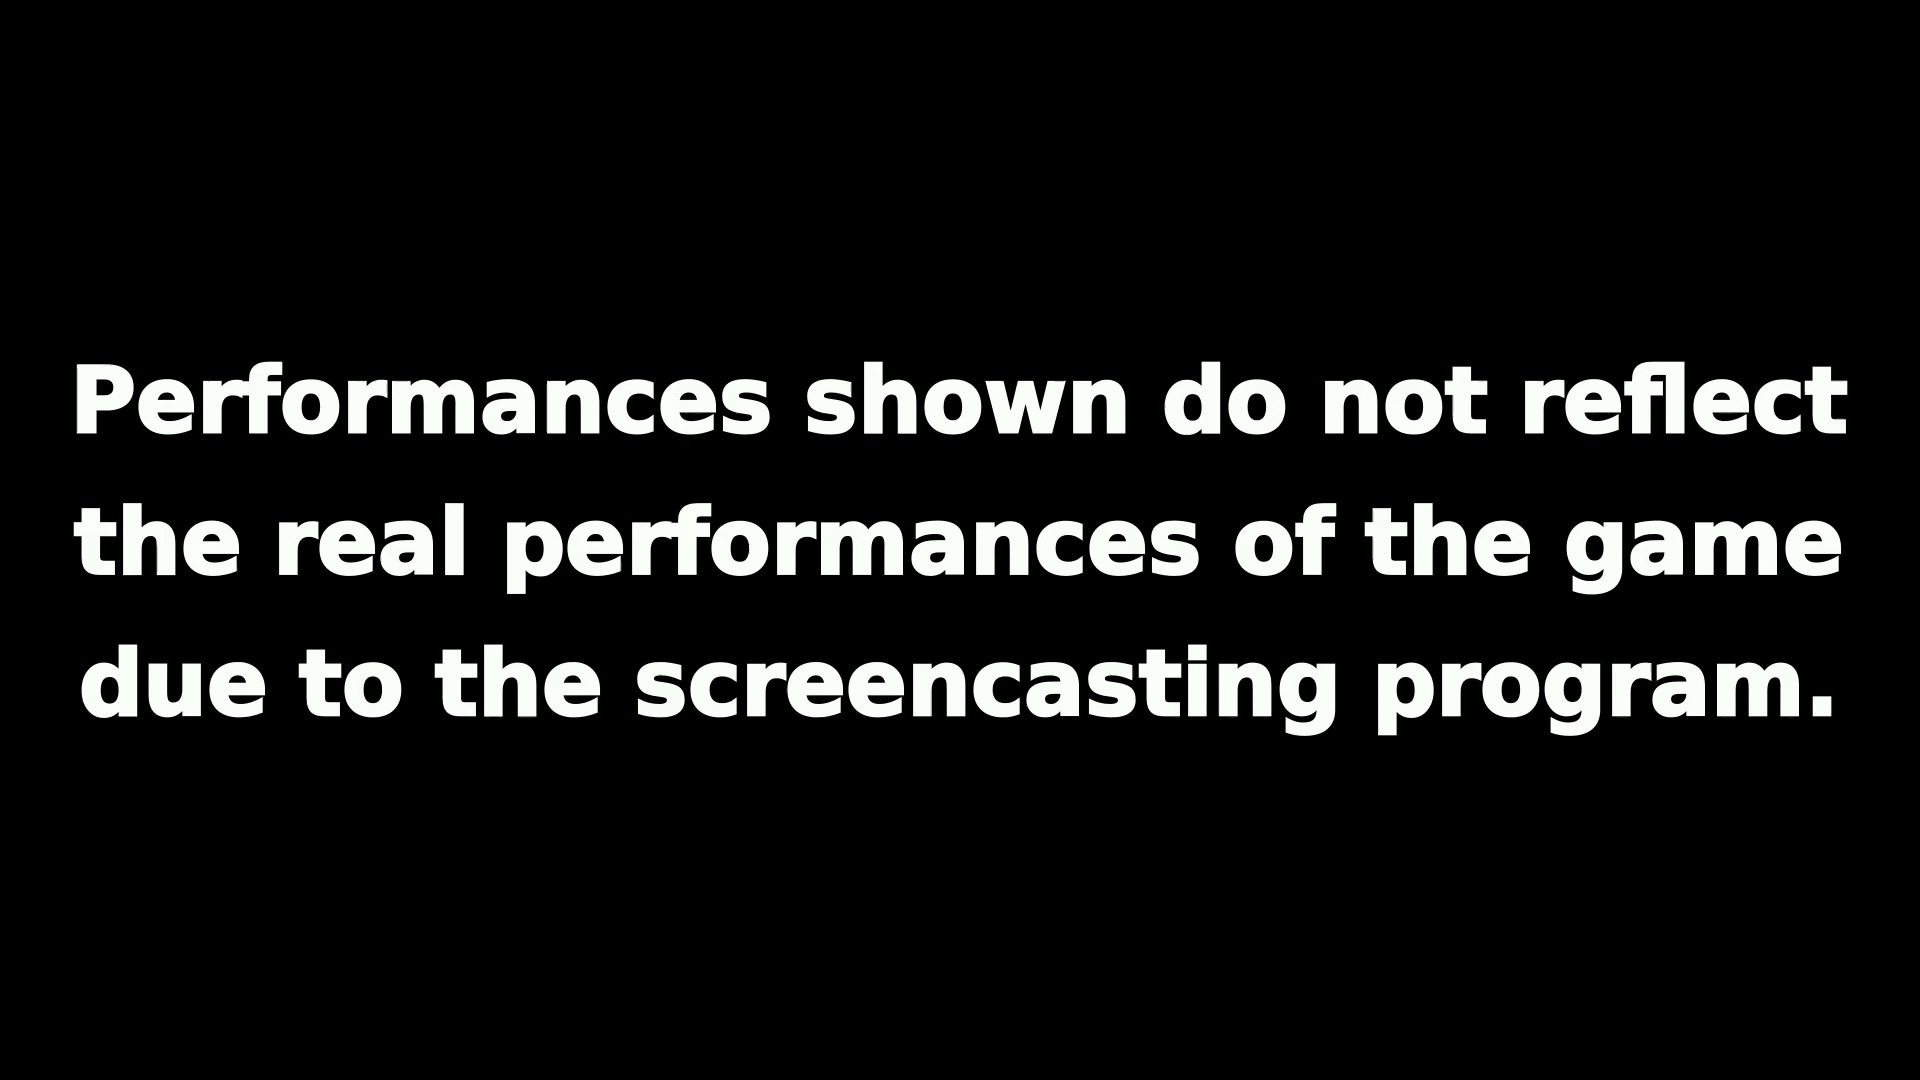 Performances shown do not reflect
the real performances of the game
due to the screencasting program.